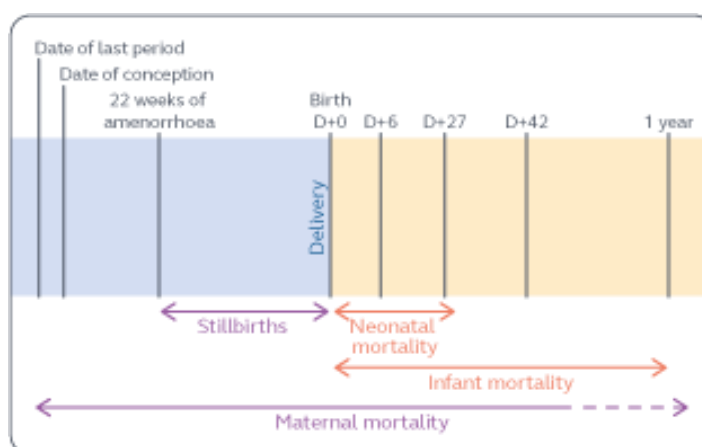 Date of last period
Date of conception
22 weeks of
amenorrhoea
Birth
D+0 D+6 D+27 D+42 1 year
Delivery
Stillbirths
Neonatal
mortality
Infant mortality
Maternal mortality